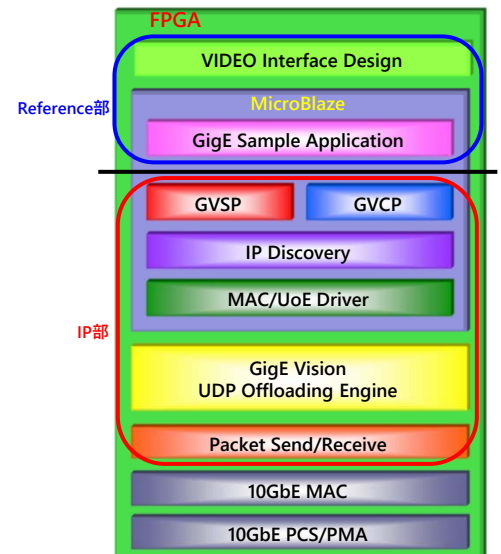 FPGA
VIDEO Interface Design
Reference部
MicroBlaze
GigE Sample Application
GVSP
GVCP
IP Discovery
MAC/UoE Driver
IP部
GigE Vision
UDP Offloading Engine
Packet Send/Receive
10GbE MAC
10GbE PCS/PMA